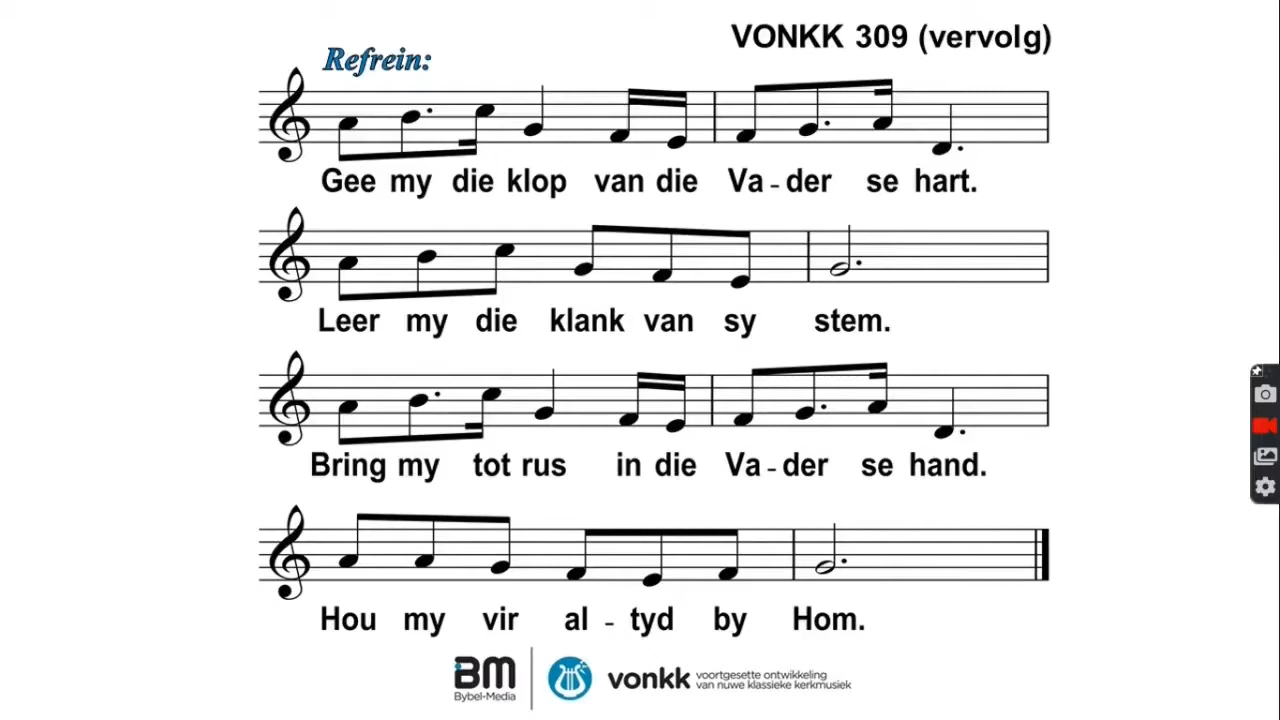 VONKK 309 (vervolg)
Refrein:
Gee my die klop van die Va - der se hart.
Leer my die klank van sy stem.
Bring my tot rus in die Va - der se hand.
Hou my vir al - tyd by Hom.
BM
Bybel-Media
vonkk
voortgesette ontwikkeling
van nuwe klassieke kerkmusiek